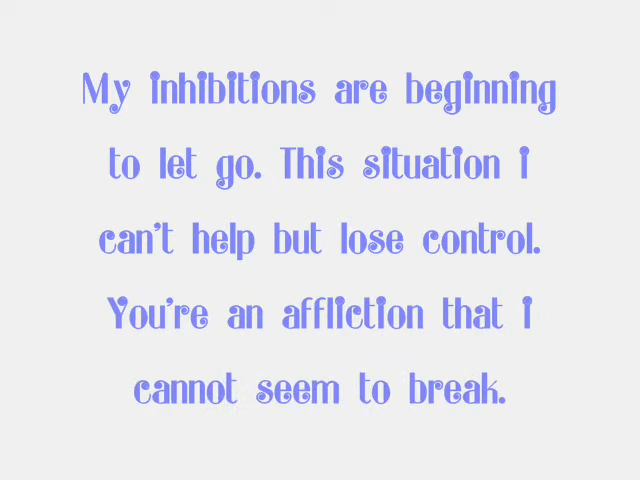 My inhibitions are beginning
to let go. This situation i
can't help but lose control.
You're an affliction that i
cannot seem to break.